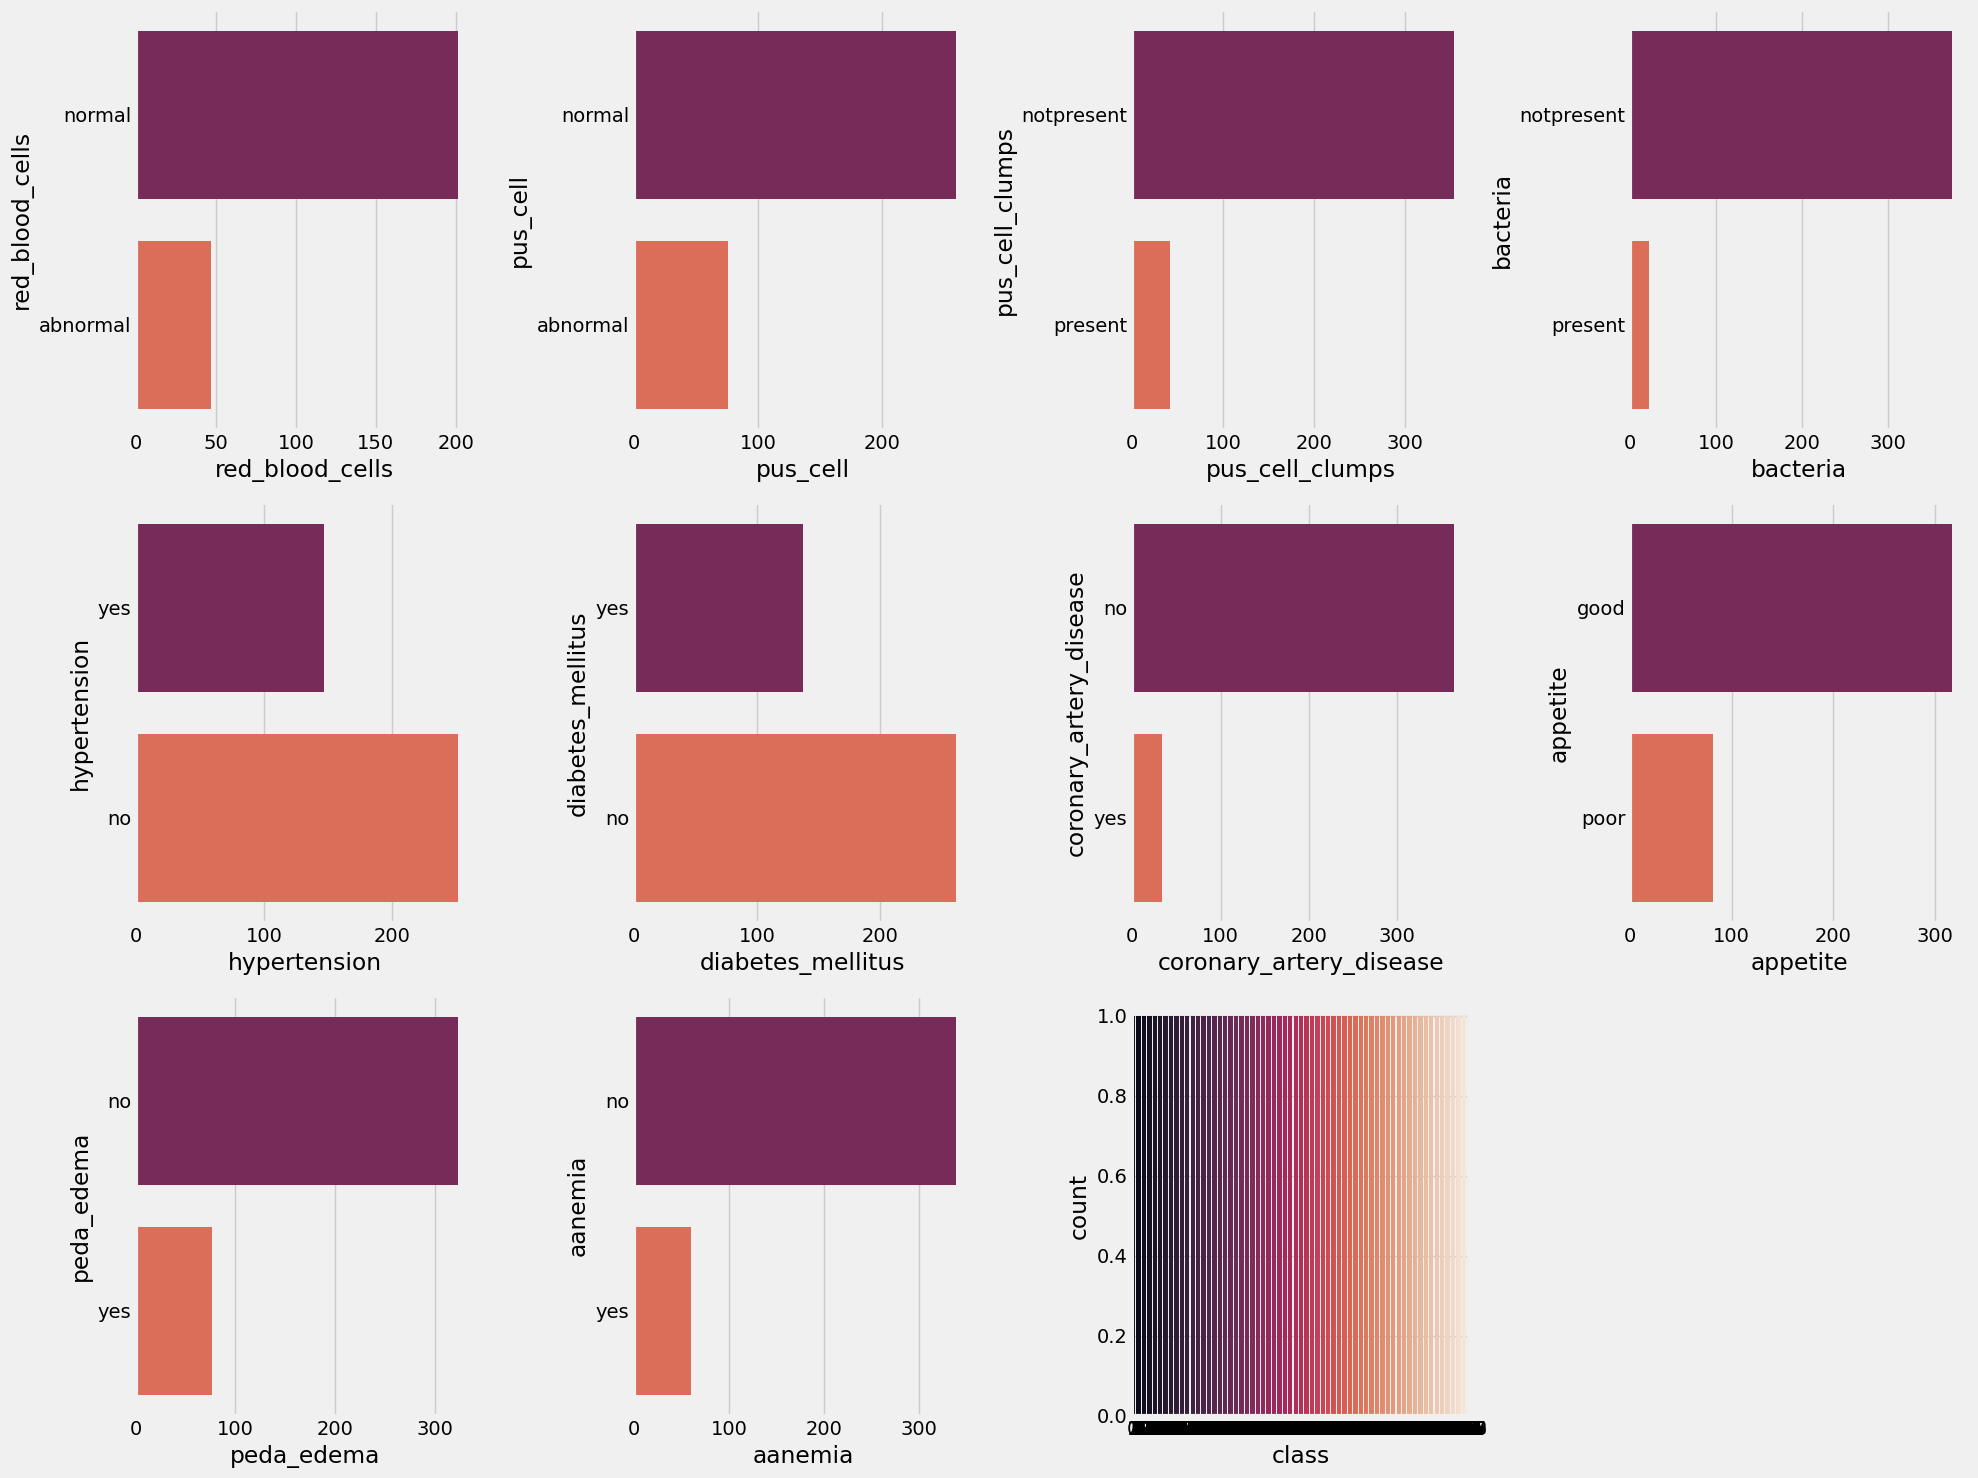 red_blood_cells
normal
abnormal
0 50 100 150 200
red_blood_cells
pus_cell
normal
abnormal
0 100 200
pus_cell
pus_cell_clumps
notpresent
present
0 100 200 300
pus_cell_clumps
bacteria
notpresent
present
0 100 200 300
bacteria
hypertension
yes
no
0 100 200
hypertension
diabetes_mellitus
yes
no
0 100 200
diabetes_mellitus
coronary_artery_disease
no
yes
0 100 200 300
coronary_artery_disease
appetite
good
poor
0 100 200 300
appetite
peda_edema
no
yes
0 100 200 300
peda_edema
aanemia
no
yes
0 100 200 300
aanemia
count
1.0
0.8
0.6
0.4
0.2
0.0
class